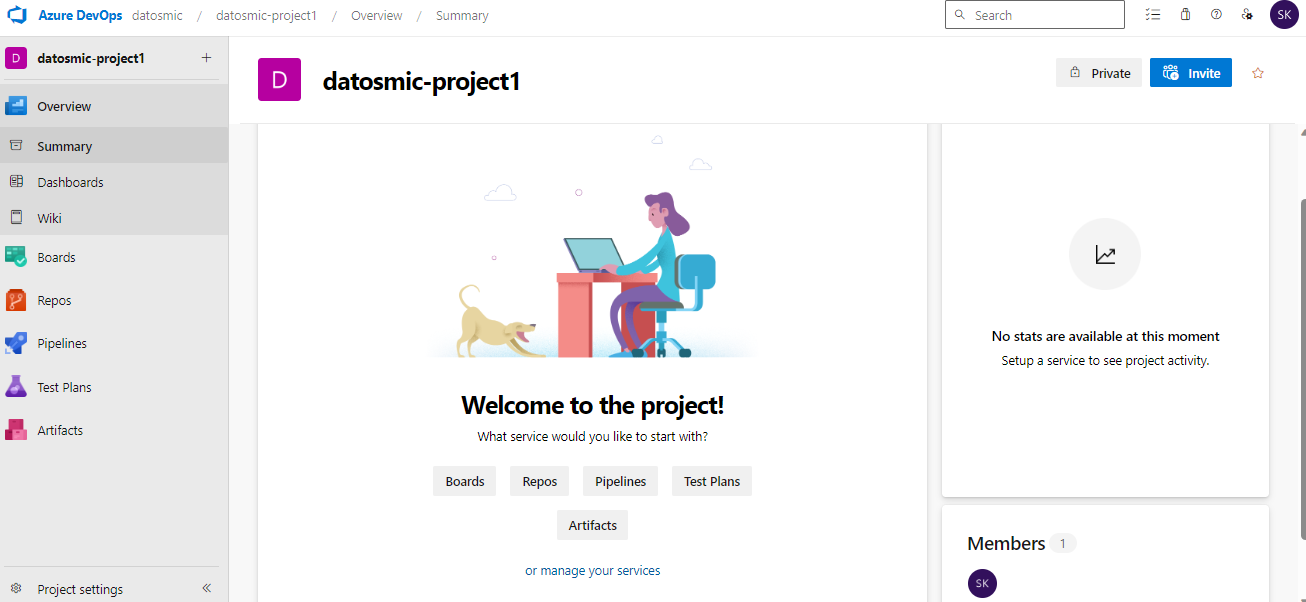 Azure DevOps datosmic / datosmic-project1 / Overview / Summary Search SK
D datosmic-project1 +
Overview
Summary
Dashboards
Wiki
Boards
Repos
Pipelines
Test Plans
Artifacts
Project settings
D datosmic-project1 Private Invite
Welcome to the project!
What service would you like to start with?
Boards Repos Pipelines Test Plans
Artifacts
or manage your services
No stats are available at this moment
Setup a service to see project activity.
Members 1
SK